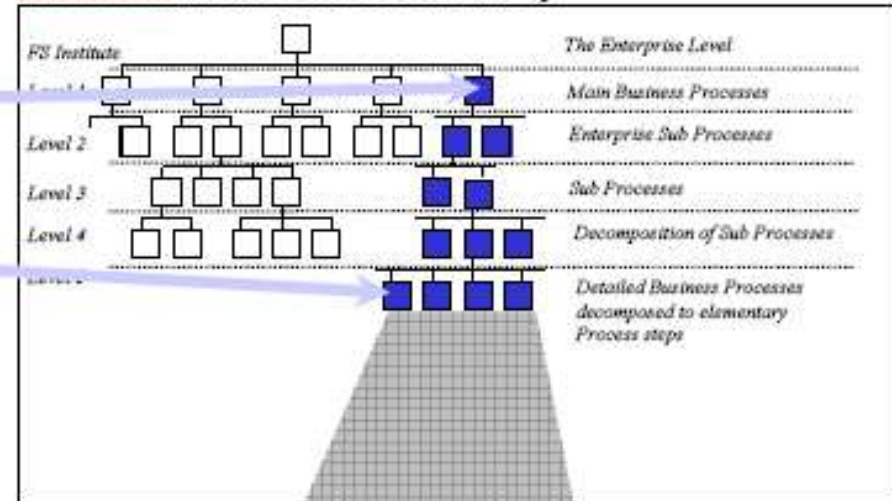 FS Institute
The Enterprise Level
Main Business Processes
Level 2
Enterprise Sub Processes
Level 3
Sub Processes
Level 4
Decomposition of Sub Processes
Detailed Business Processes
decomposed to elementary
Process steps